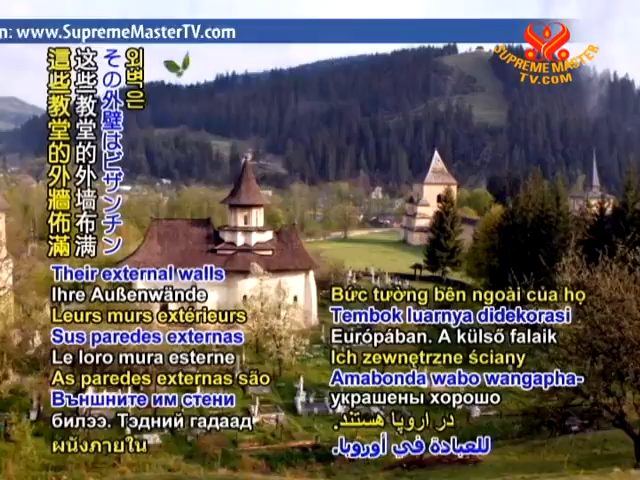 n: www.SupremeMasterTV.com
SUPREME MASTER
TV.COM
외벽은
その外壁はビザンチン
这些教堂的外墙布满
這些教堂的外牆佈滿
Their external walls
Ihre Außenwände
Leurs murs extérieurs
Sus paredes externas
Le loro mura esterne
As paredes externas são
Външните им стени
билээ. Тэдний гадаад
ผนังภายใน
Bức tường bên ngoài của họ
Tembok luarnya didekorasi
Európában. A külső falaik
Ich zewnętrzne ściany
Amabonda wabo wangapha-
украшены хорошо
در اروپا هستند.
للعبادة في أوروبا.